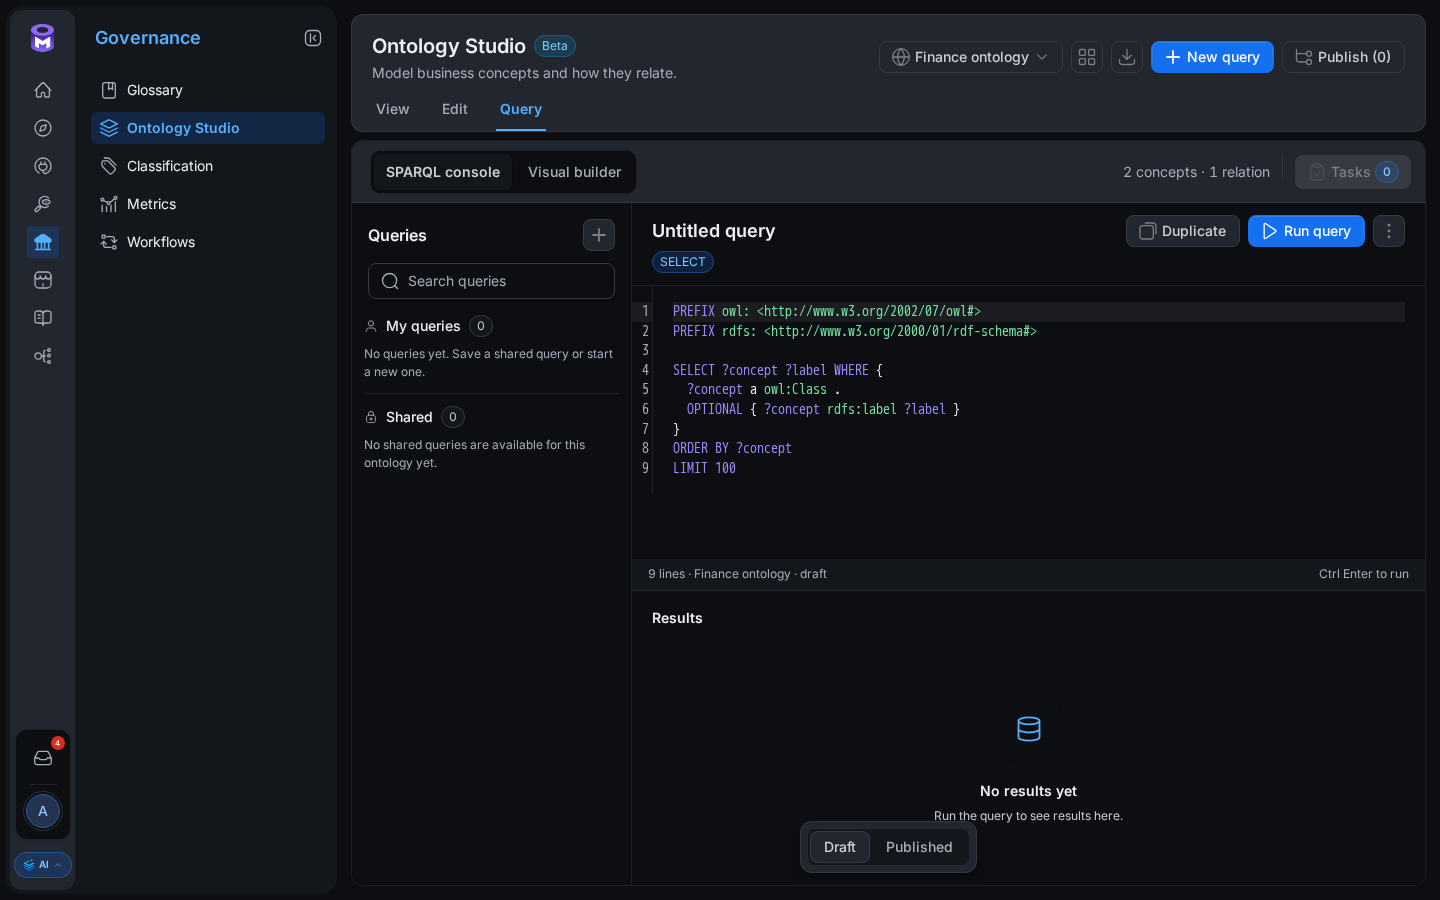 Governance
Glossary
Ontology Studio
Classification
Metrics
Workflows
4
A
AI
Ontology Studio Beta
Model business concepts and how they relate.
Finance ontology
New query
Publish (0)
View Edit Query
SPARQL console Visual builder
2 concepts · 1 relation
Tasks 0
Queries
Search queries
My queries 0
No queries yet. Save a shared query or start
a new one.
Shared 0
No shared queries are available for this
ontology yet.
Untitled query
SELECT
Duplicate
Run query
1 PREFIX owl: <http://www.w3.org/2002/07/owl#>
2 PREFIX rdfs: <http://www.w3.org/2000/01/rdf-schema#>
3
4 SELECT ?concept ?label WHERE {
5 ?concept a owl:Class .
6 OPTIONAL { ?concept rdfs:label ?label }
7 }
8 ORDER BY ?concept
9 LIMIT 100
9 lines · Finance ontology · draft
Ctrl Enter to run
Results
No results yet
Run the query to see results here.
Draft Published